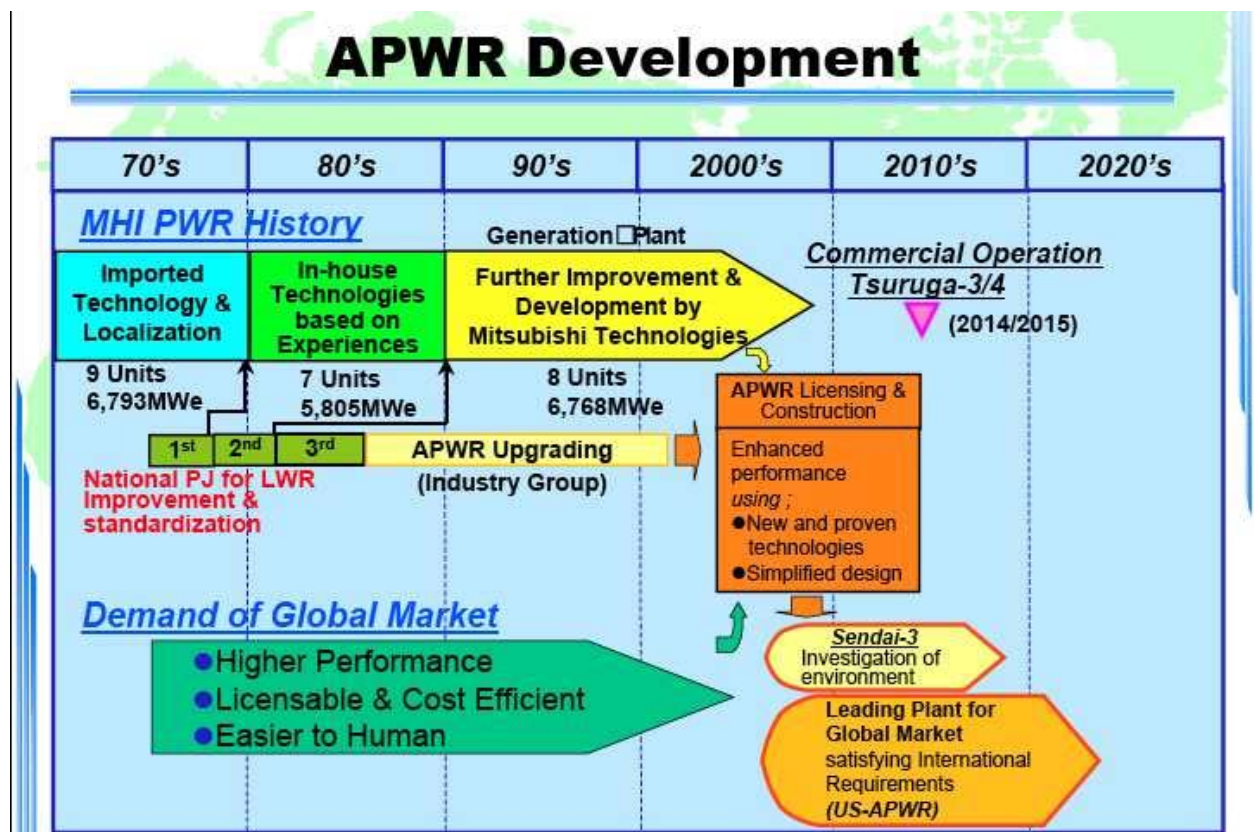 APWR Development
70's
80's
90's
2000's
2010's
2020's
MHI PWR History
Generation □Plant
Imported
Technology &
Localization
In-house
Technologies
based on
Experiences
Further Improvement &
Development by
Mitsubishi Technologies
Commercial Operation
Tsuruga-3/4
(2014/2015)
9 Units
6,793MWe
7 Units
5,805MWe
8 Units
6,768MWe
1st
2nd
3rd
APWR Upgrading
(Industry Group)
National PJ for LWR
Improvement &
standardization
APWR Licensing &
Construction
Enhanced
performance
using ;
●New and proven
technologies
●Simplified design
Demand of Global Market
●Higher Performance
●Licensable & Cost Efficient
●Easier to Human
Sendai-3
Investigation of
environment
Leading Plant for
Global Market
satisfying International
Requirements
(US-APWR)